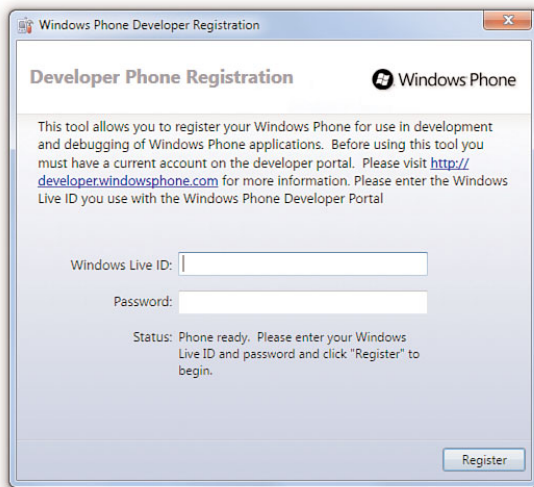 Windows Phone Developer Registration
Developer Phone Registration
Windows Phone
This tool allows you to register your Windows Phone for use in development
and debugging of Windows Phone applications.  Before using this tool you
must have a current account on the developer portal.  Please visit http://
developer.windowsphone.com for more information. Please enter the Windows
Live ID you use with the Windows Phone Developer Portal
Windows Live ID:
Password:
Status: Phone ready.  Please enter your Windows
Live ID and password and click "Register" to
begin.
Register